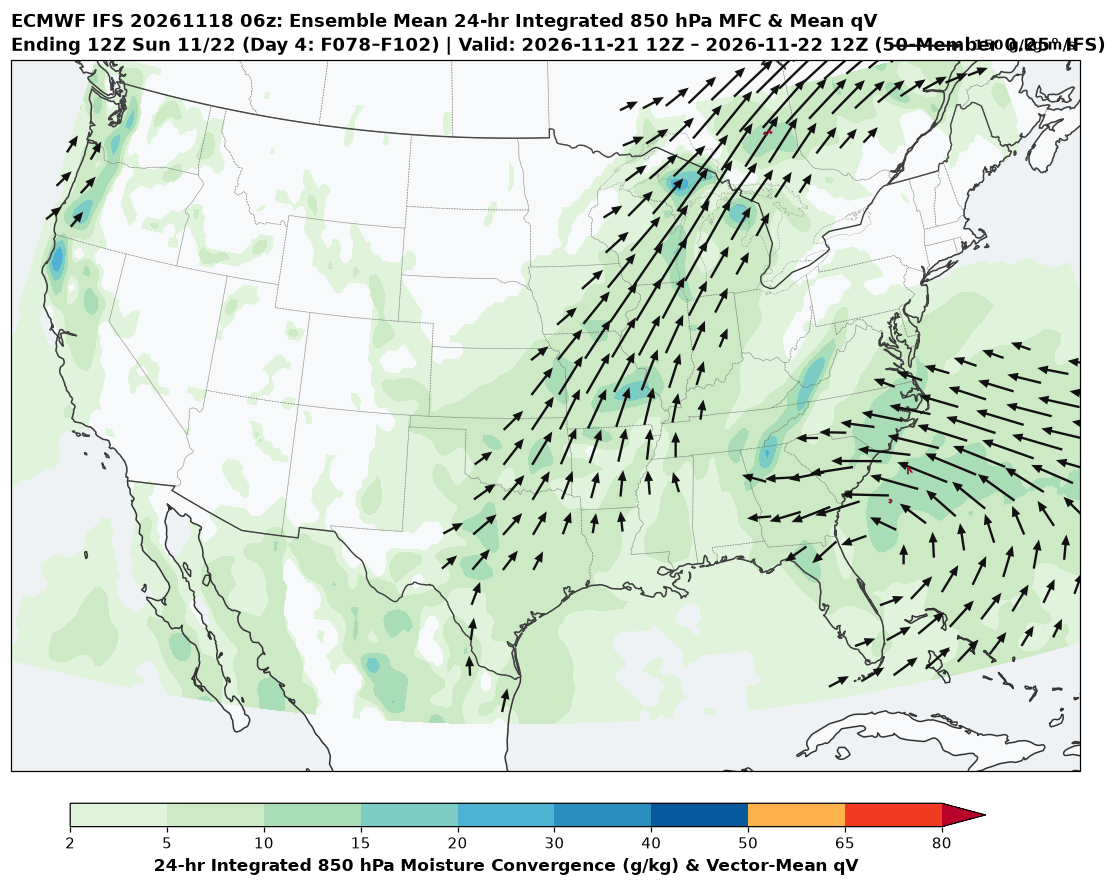 ECMWF IFS 20261118 06z: Ensemble Mean 24-hr Integrated 850 hPa MFC & Mean qV
Ending 12Z Sun 11/22 (Day 4: F078–F102) | Valid: 2026-11-21 12Z – 2026-11-22 12Z (50-Member 0.25° IFS)
150 g/kg·m/s
2 5 10 15 20 30 40 50 65 80
24-hr Integrated 850 hPa Moisture Convergence (g/kg) & Vector-Mean qV